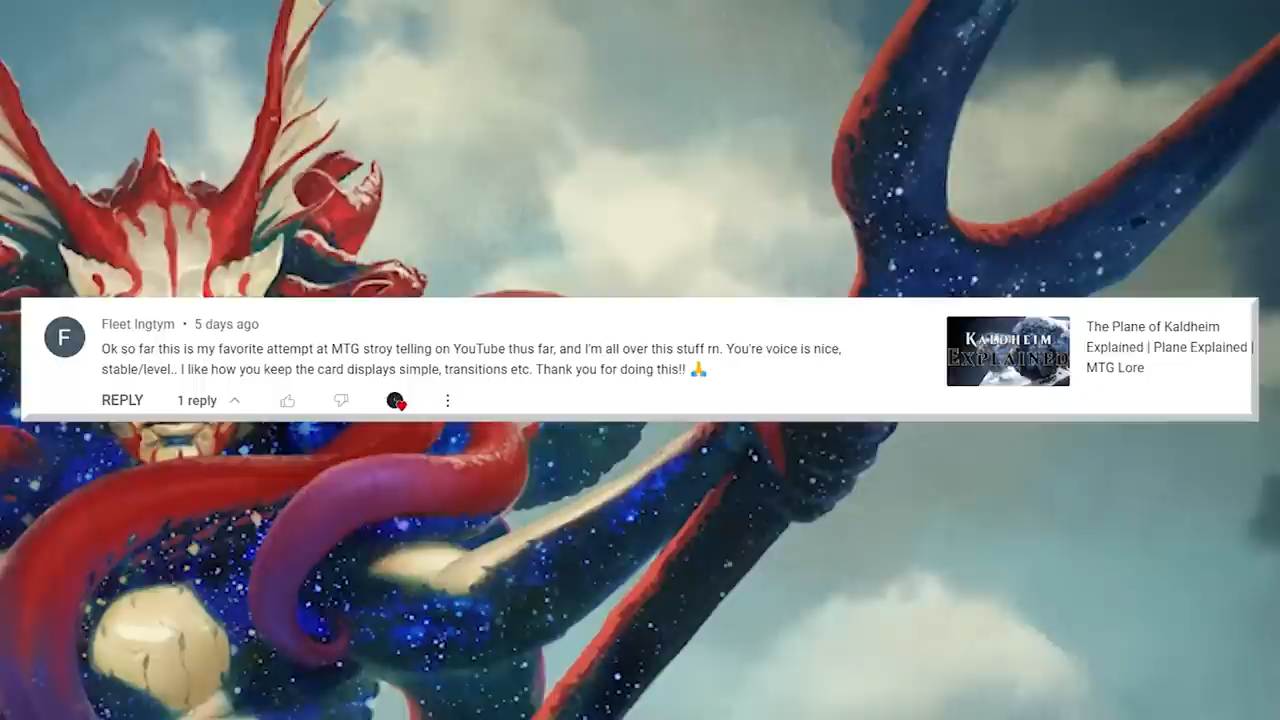 F
Fleet Ingtym • 5 days ago
Ok so far this is my favorite attempt at MTG stroy telling on YouTube thus far, and I'm all over this stuff rn. You're voice is nice,
stable/level.. I like how you keep the card displays simple, transitions etc. Thank you for doing this!! 🙏
REPLY 1 reply
KALDHEIM
EXPLAINED
The Plane of Kaldheim
Explained | Plane Explained |
MTG Lore